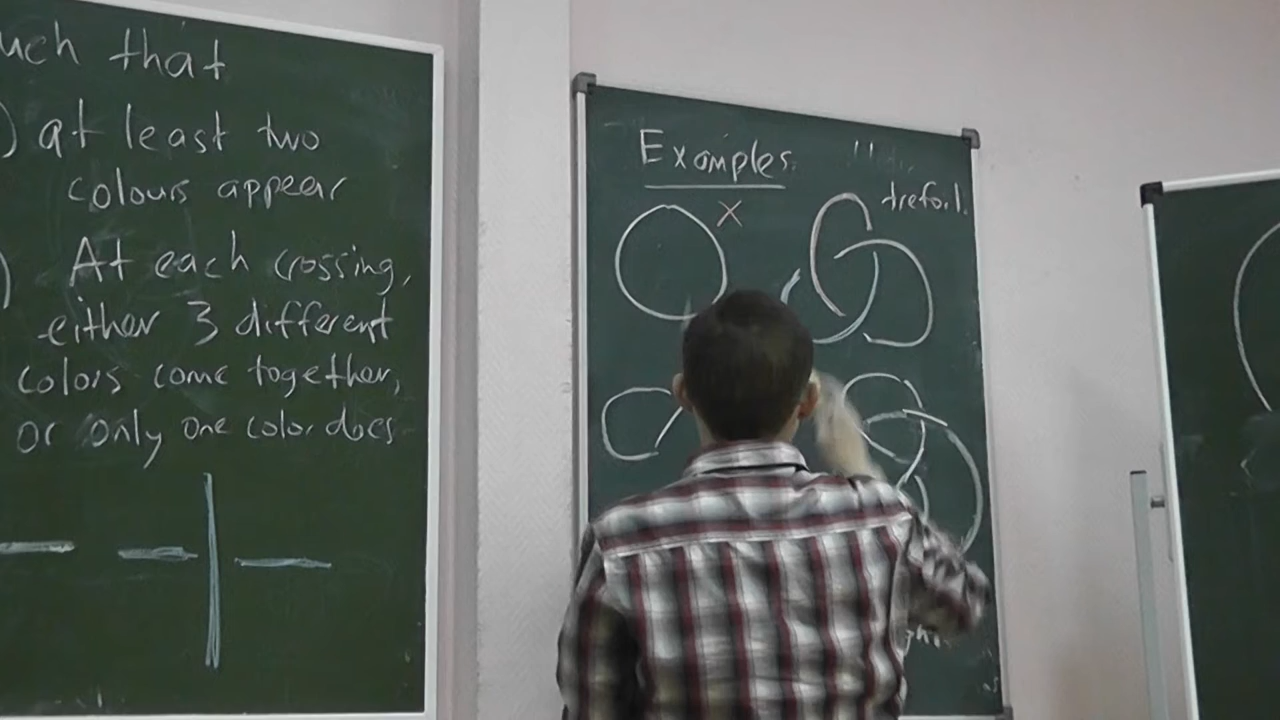 uch that
) at least two
colours appear
) At each crossing,
either 3 different
colors come together,
or only one color does
Examples.
X
trefoil.